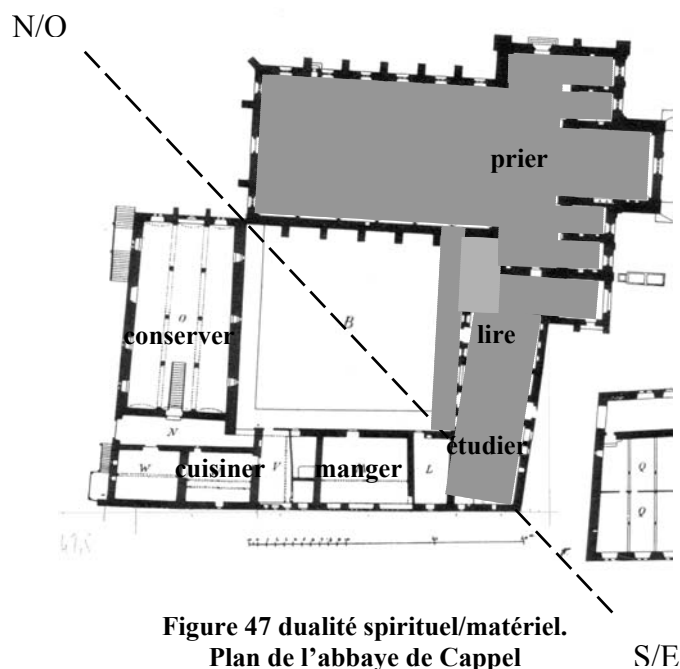 N/O
prier
B
O
conserver
lire
N
étudier
W
cuisiner
V
manger
L
Q
Q
Figure 47 dualité spirituel/matériel.
Plan de l’abbaye de Cappel
S/E